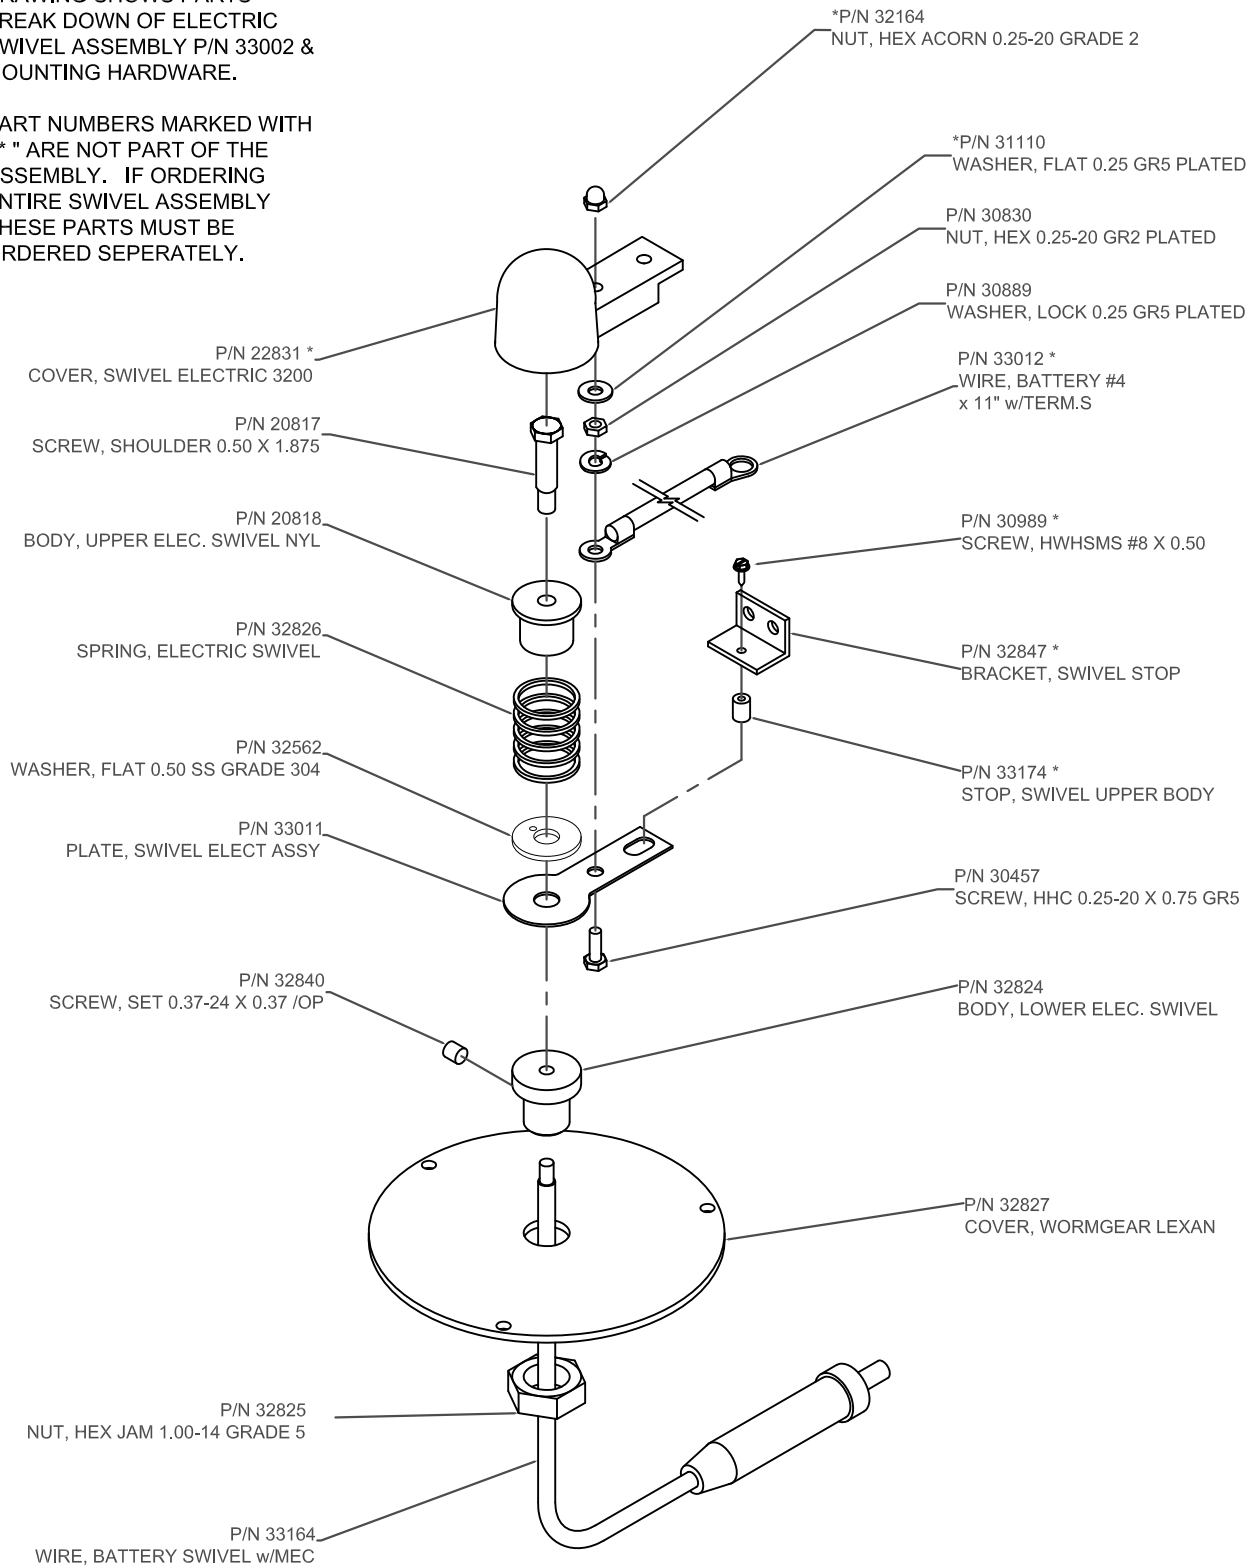 RAWING SHOWS PARTS
REAK DOWN OF ELECTRIC
WIVEL ASSEMBLY P/N 33002 &
OUNTING HARDWARE.
ART NUMBERS MARKED WITH
* " ARE NOT PART OF THE
SSEMBLY. IF ORDERING
NTIRE SWIVEL ASSEMBLY
HESE PARTS MUST BE
RDERED SEPERATELY.
*P/N 32164
NUT, HEX ACORN 0.25-20 GRADE 2
*P/N 31110
WASHER, FLAT 0.25 GR5 PLATED
P/N 30830
NUT, HEX 0.25-20 GR2 PLATED
P/N 30889
WASHER, LOCK 0.25 GR5 PLATED
P/N 22831 *
COVER, SWIVEL ELECTRIC 3200
P/N 33012 *
WIRE, BATTERY #4
x 11" w/TERM.S
P/N 20817
SCREW, SHOULDER 0.50 X 1.875
P/N 20818
BODY, UPPER ELEC. SWIVEL NYL
P/N 30989 *
SCREW, HWHSMS #8 X 0.50
P/N 32826
SPRING, ELECTRIC SWIVEL
P/N 32847 *
BRACKET, SWIVEL STOP
P/N 32562
WASHER, FLAT 0.50 SS GRADE 304
P/N 33174 *
STOP, SWIVEL UPPER BODY
P/N 33011
PLATE, SWIVEL ELECT ASSY
P/N 30457
SCREW, HHC 0.25-20 X 0.75 GR5
P/N 32840
SCREW, SET 0.37-24 X 0.37 /OP
P/N 32824
BODY, LOWER ELEC. SWIVEL
P/N 32827
COVER, WORMGEAR LEXAN
P/N 32825
NUT, HEX JAM 1.00-14 GRADE 5
P/N 33164
WIRE, BATTERY SWIVEL w/MEC